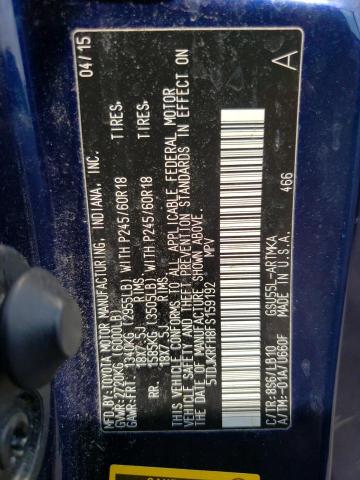 MFD.BY:TOYOTA MOTOR MFG., INDIANA, INC. 04/15
GVWR:2720KG (6000LB)
GAWR:FRT. 1340KG (2955LB) WITH P245/60R18 TIRES,
18X7.5J RIMS
RR. 1585KG (3505LB) WITH P245/60R18 TIRES,
18X7.5J RIMS
THIS VEHICLE CONFORMS TO ALL APPLICABLE FEDERAL MOTOR
VEHICLE SAFETY AND THEFT PREVENTION STANDARDS IN EFFECT ON
THE DATE OF MANUFACTURE SHOWN ABOVE.
5TDJKRFH8FS159192 MPV
466
A
C/TR:8S6/LB10 GSU55L-ARTMKA
A/TM:-01A/U660F MADE IN U.S.A.